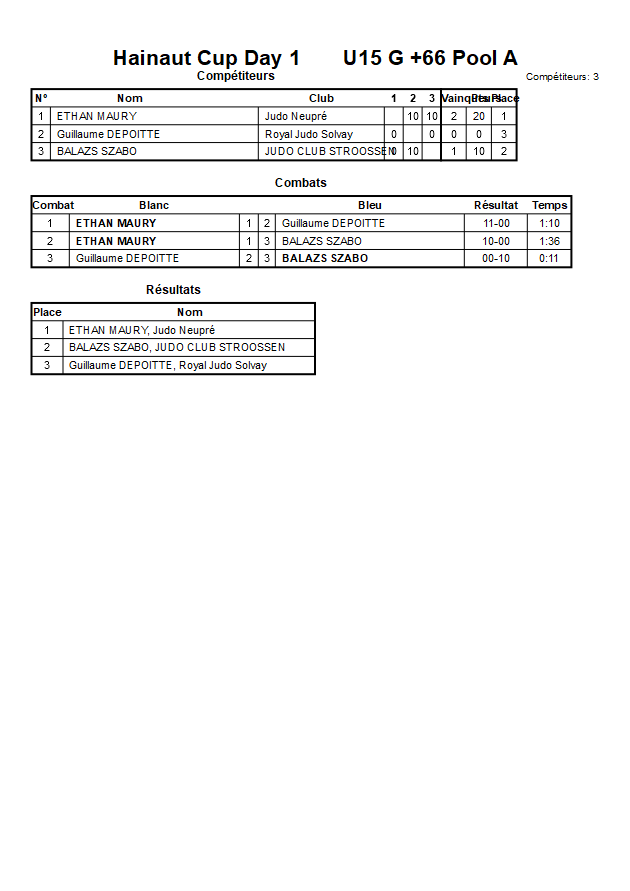 Hainaut Cup Day 1 U15 G +66 Pool A
Compétiteurs Compétiteurs: 3
Nº Nom Club 1 2 3 Vainqueurs Pts Place
1 ETHAN MAURY Judo Neupré 10 10 2 20 1
2 Guillaume DEPOITTE Royal Judo Solvay 0 0 0 0 3
3 BALAZS SZABO JUDO CLUB STROOSSEN 0 10 1 10 2
Combats
Combat Blanc Bleu Résultat Temps
1 ETHAN MAURY 1 2 Guillaume DEPOITTE 11-00 1:10
2 ETHAN MAURY 1 3 BALAZS SZABO 10-00 1:36
3 Guillaume DEPOITTE 2 3 BALAZS SZABO 00-10 0:11
Résultats
Place Nom
1 ETHAN MAURY, Judo Neupré
2 BALAZS SZABO, JUDO CLUB STROOSSEN
3 Guillaume DEPOITTE, Royal Judo Solvay